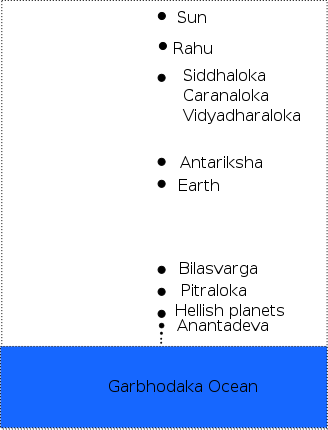 Sun
Rahu
Siddhaloka
Caranaloka
Vidyadharaloka
Antariksha
Earth
Bilasvarga
Pitraloka
Hellish planets
Anantadeva
Garbhodaka Ocean